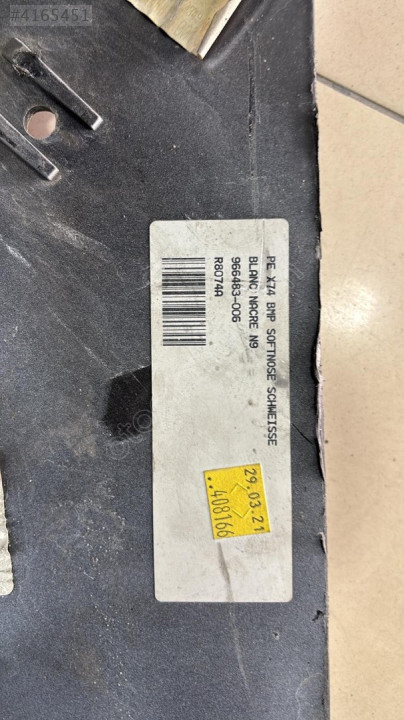 #4165451
PE X74 BMP SOFTNOSE SCHWEISSE
BLANC NACRE N9
966483-006
R8074A
29.03.21
..408166